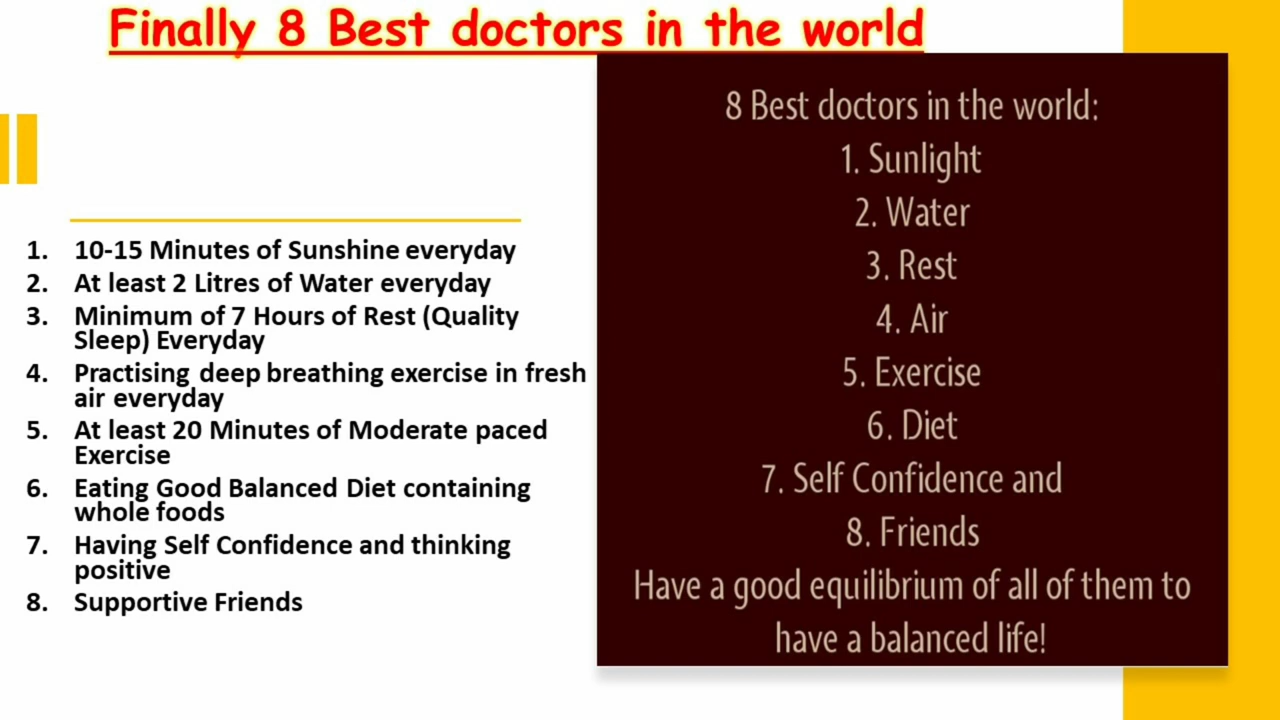 Finally 8 Best doctors in the world
1. 10-15 Minutes of Sunshine everyday
2. At least 2 Litres of Water everyday
3. Minimum of 7 Hours of Rest (Quality
Sleep) Everyday
4. Practising deep breathing exercise in fresh
air everyday
5. At least 20 Minutes of Moderate paced
Exercise
6. Eating Good Balanced Diet containing
whole foods
7. Having Self Confidence and thinking
positive
8. Supportive Friends
8 Best doctors in the world:
1. Sunlight
2. Water
3. Rest
4. Air
5. Exercise
6. Diet
7. Self Confidence and
8. Friends
Have a good equilibrium of all of them to
have a balanced life!